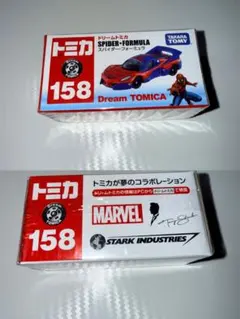 トミカ
158
ドリームトミカ
SPIDER・FORMULA
スパイダー・フォーミュラ
TAKARA TOMY
Dream TOMICA
トミカ
158
トミカが夢のコラボレーション
MARVEL
STARK INDUSTRIES